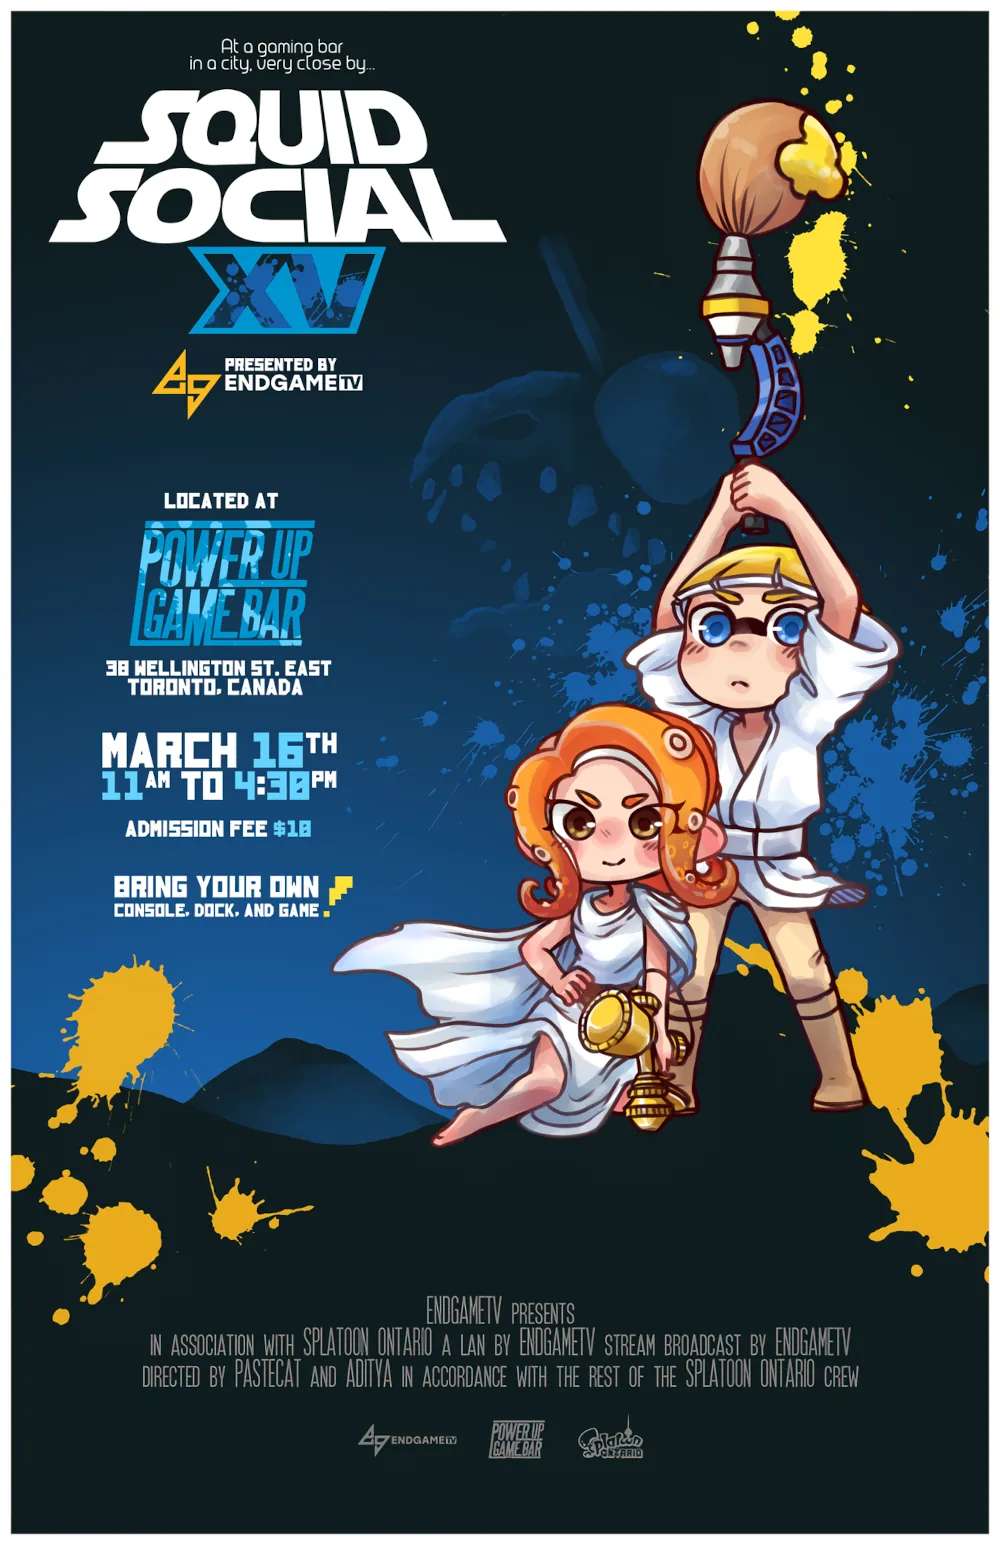 At a gaming bar
in a city, very close by...
SQUID
SOCIAL
XV
eg PRESENTED BY
ENDGAMETV
LOCATED AT
POWER UP
GAME BAR
38 WELLINGTON ST. EAST
TORONTO, CANADA
MARCH 16TH
11AM TO 4:30PM
ADMISSION FEE $10
BRING YOUR OWN
CONSOLE, DOCK, AND GAME!
ENDGAMETV PRESENTS
IN ASSOCIATION WITH SPLATOON ONTARIO A LAN BY ENDGAMETV STREAM BROADCAST BY ENDGAMETV
DIRECTED BY PASTECAT AND ADITYA IN ACCORDANCE WITH THE REST OF THE SPLATOON ONTARIO CREW
eg ENDGAMETV
POWER UP
GAME BAR
Splatoon
ONTARIO